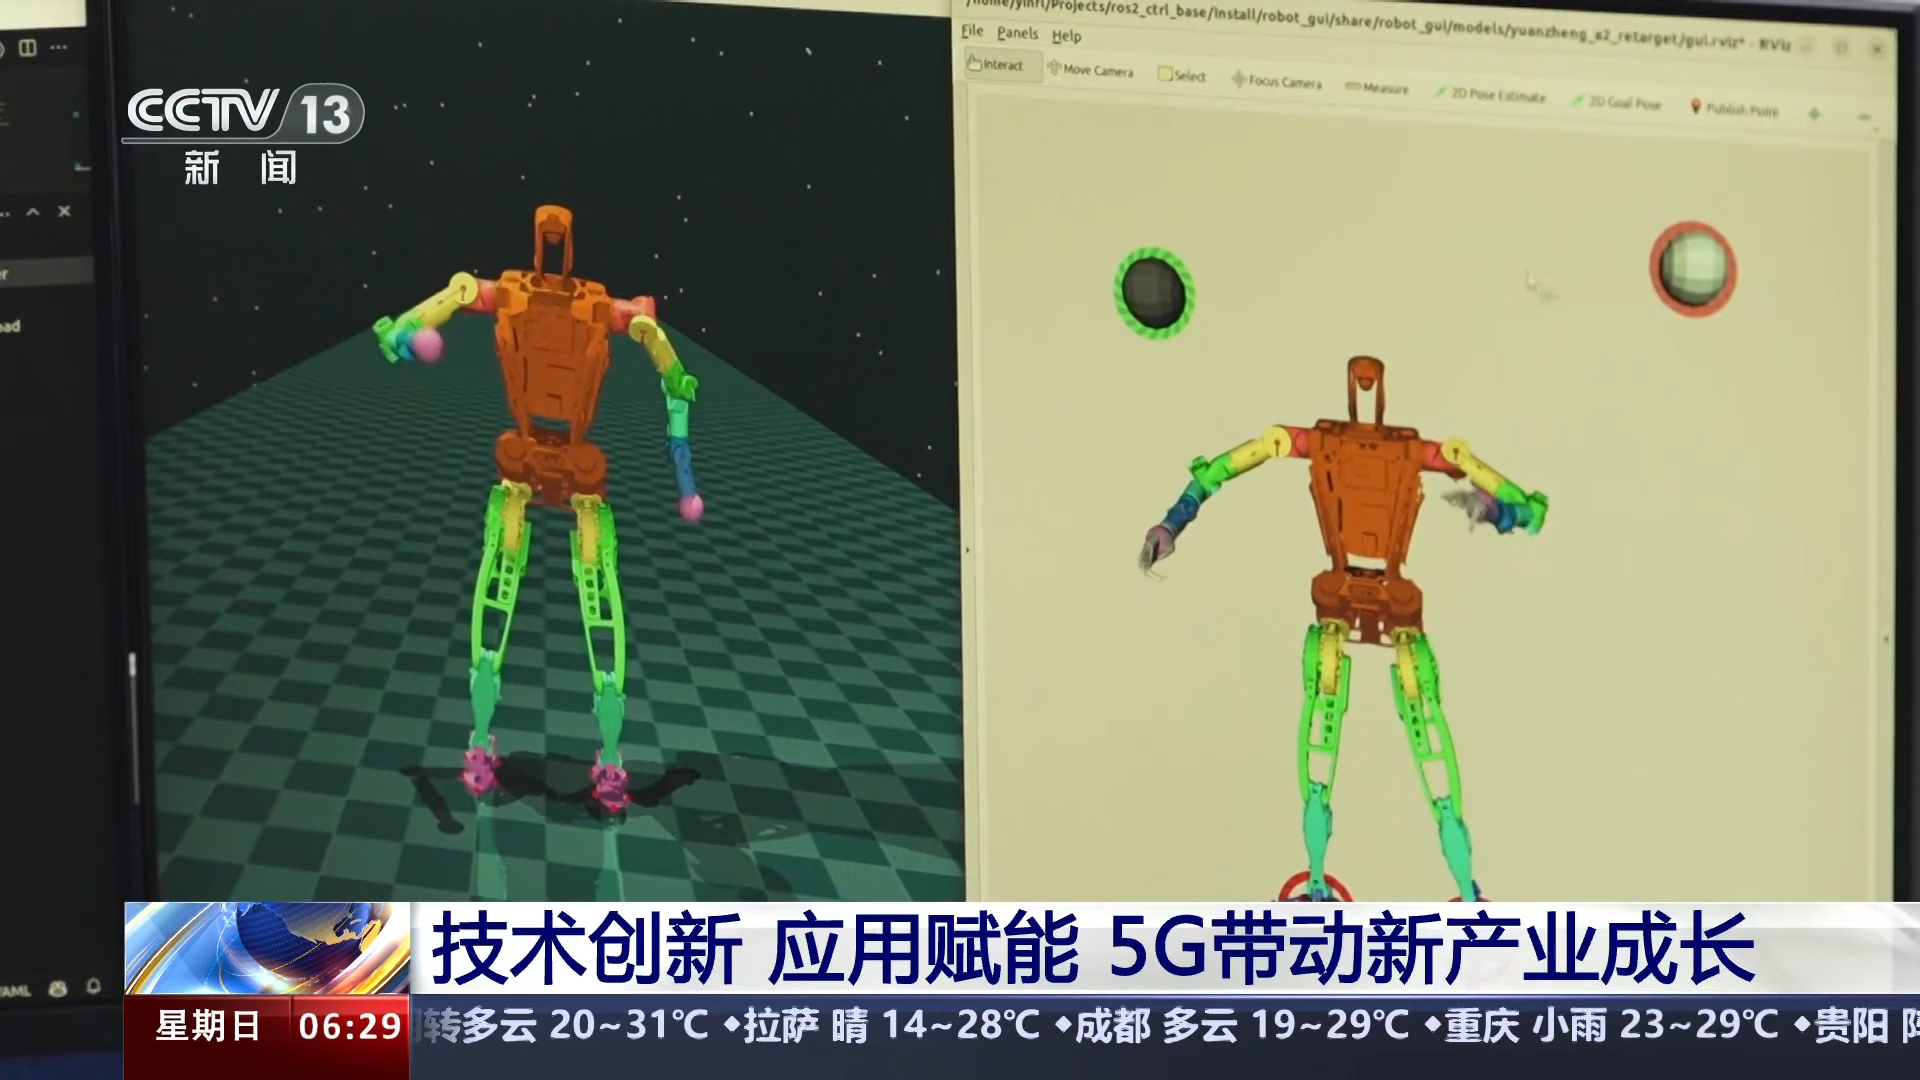 /home/yinrl/Projects/ros2_ctrl_base/install/robot_gui/share/robot_gui/models/yuanzheng_a2_retarget/gui.rviz* - RViz
File Panels Help
Interact Move Camera Select Focus Camera Measure 2D Pose Estimate 2D Goal Pose Publish Point
CCTV 13
新闻
技术创新 应用赋能 5G带动新产业成长
星期日 06:29
转多云 20~31℃ ◆拉萨 晴 14~28℃ ◆成都 多云 19~29℃ ◆重庆 小雨 23~29℃ ◆贵阳